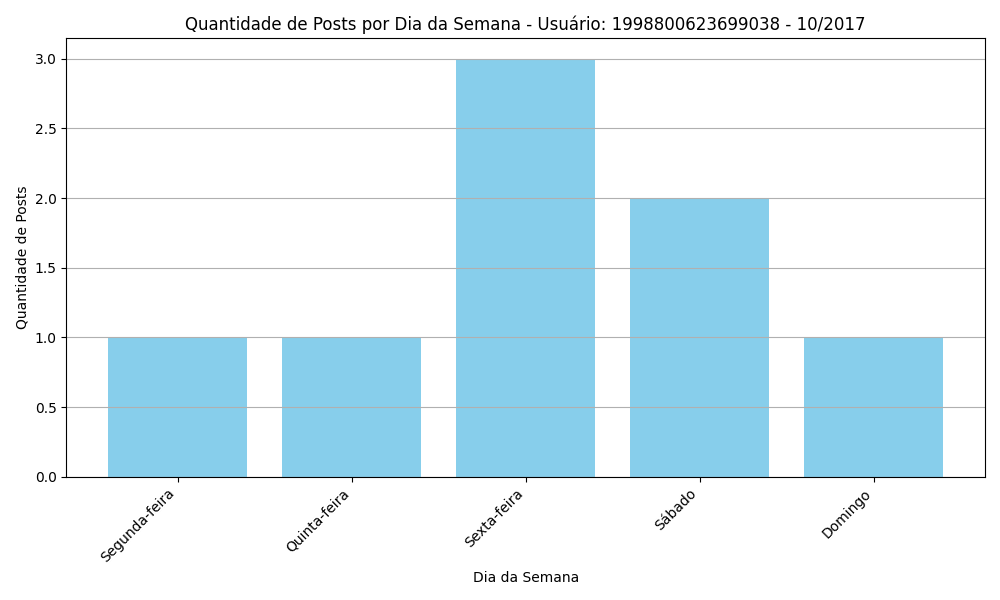 Quantidade de Posts por Dia da Semana - Usuário: 1998800623699038 - 10/2017
Quantidade de Posts
3.0
2.5
2.0
1.5
1.0
0.5
0.0
Segunda-feira
Quinta-feira
Sexta-feira
Sábado
Domingo
Dia da Semana